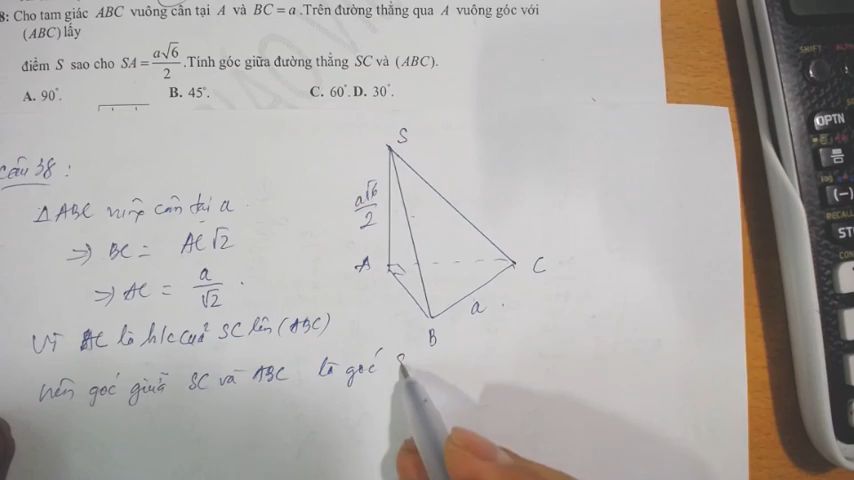 8: Cho tam giác ABC vuông cân tại A và BC = a .Trên đường thẳng qua A vuông góc với
(ABC) lấy
điểm S sao cho SA = a√6/2 .Tính góc giữa đường thẳng SC và (ABC).
A. 90°. B. 45°. C. 60°. D. 30°.
Câu 38 :
Δ ABC vuông cân tại a
⇒ BC = AC√2
⇒ AC = a/√2 .
Vì AC là h/c của SC lên (ABC)
nên góc giữa SC và ABC là góc S
S
a√6/2
A
C
B
a
SHIFT
OPTN
(−)